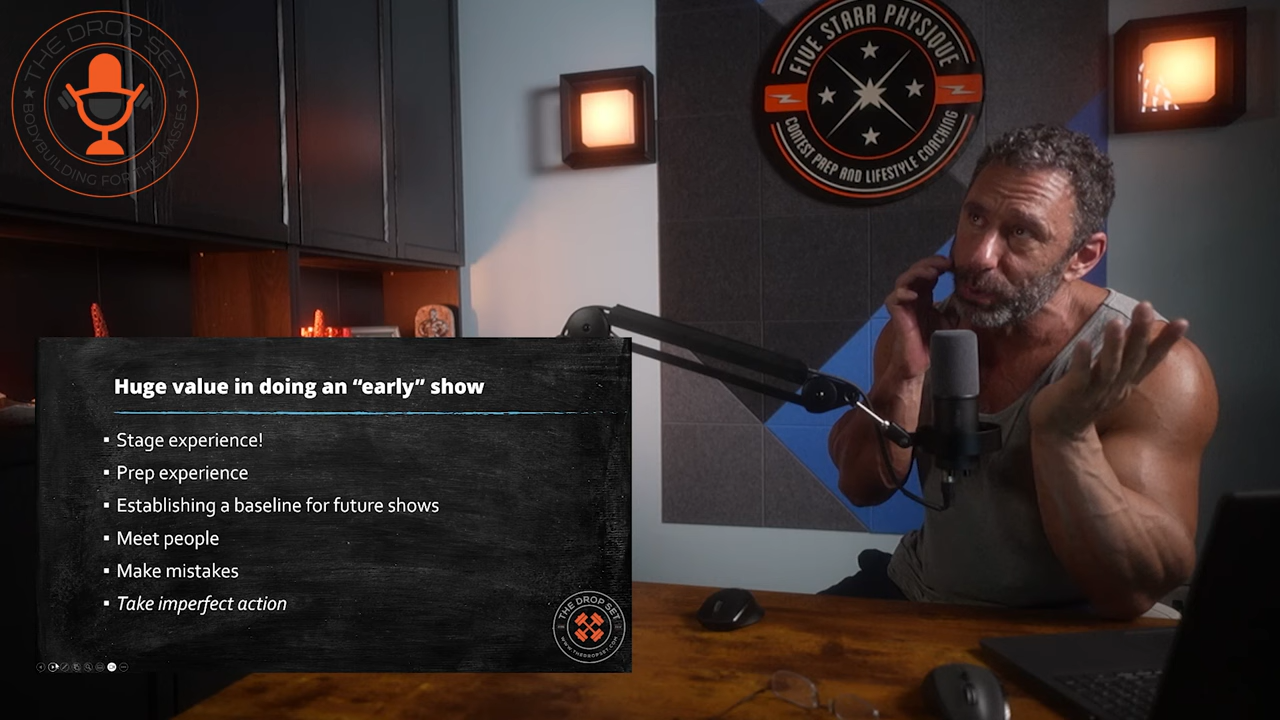 THE DROP SET
BODYBUILDING FOR THE MASSES
FIVE STARR PHYSIQUE
CONTEST PREP AND LIFESTYLE COACHING
Huge value in doing an “early” show
▪ Stage experience!
▪ Prep experience
▪ Establishing a baseline for future shows
▪ Meet people
▪ Make mistakes
▪ Take imperfect action
THE DROP SET
WWW.THEDROPSET.COM